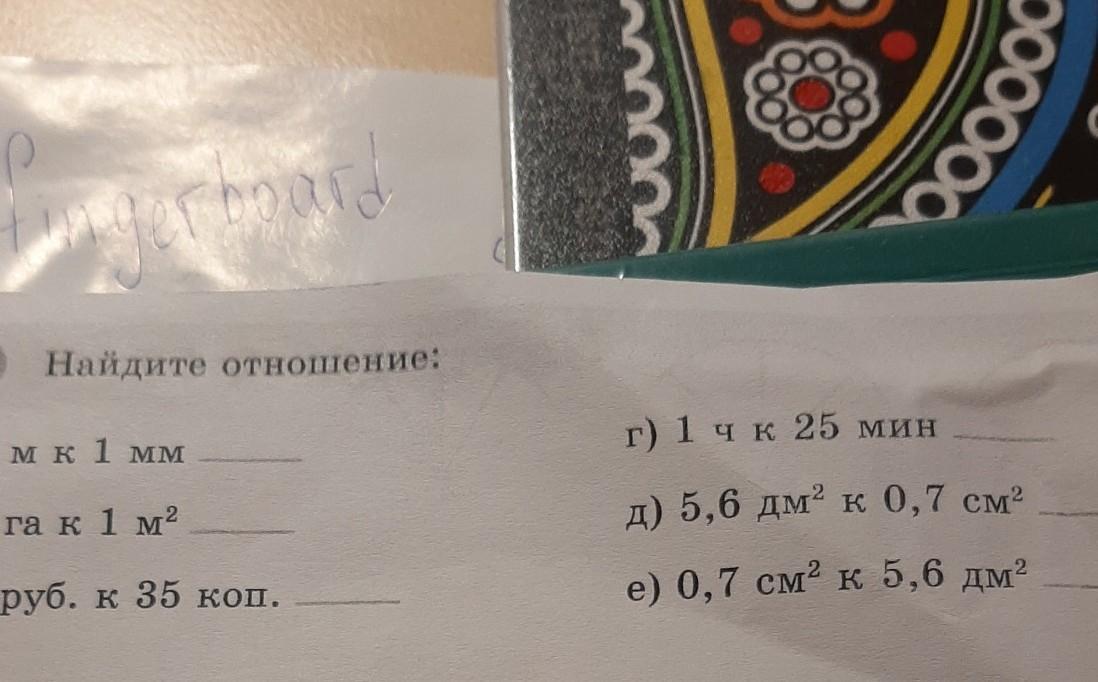 fingerboard
Найдите отношение:
м к 1 мм
га к 1 м²
руб. к 35 коп.
г) 1 ч к 25 мин
д) 5,6 дм² к 0,7 см²
е) 0,7 см² к 5,6 дм²